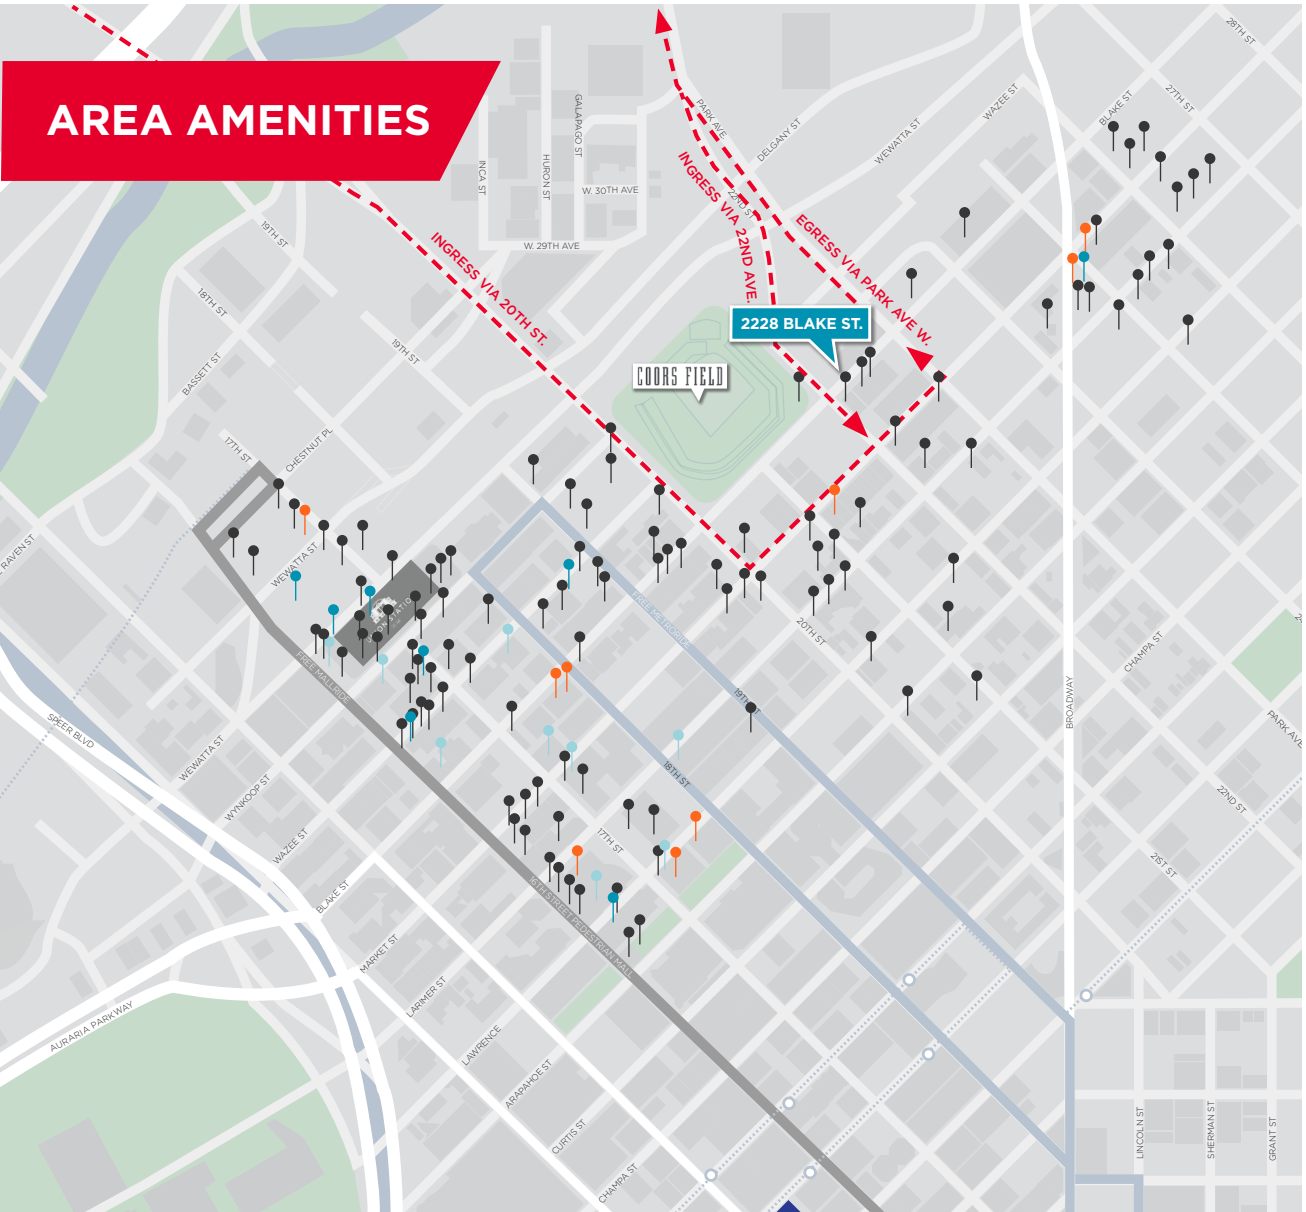 28TH ST
27TH ST
WAZEE ST
BLAKE ST
AREA AMENITIES
GALAPAGO ST
PARK AVE
DELGANY ST
WEWATTA ST
INCA ST
HURON ST
W. 30TH AVE
INGRESS VIA 22ND AVE.
22ND ST
EGRESS VIA PARK AVE W.
19TH ST
W. 29TH AVE
INGRESS VIA 20TH ST.
18TH ST
2228 BLAKE ST.
19TH ST
BASSETT ST
COORS FIELD
17TH ST
CHESTNUT PL
RAVEN ST
WEWATTA ST
FREE METRORIDE
20TH ST
CHAMPA ST
FREE MALLRIDE
BROADWAY
19TH ST
PARK AVE
SPEER BLVD
WEWATTA ST
18TH ST
WYNKOOP ST
22ND ST
WAZEE ST
17TH ST
21ST ST
BLAKE ST
16TH STREET PEDESTRIAN MALL
MARKET ST
LARIMER ST
AURARIA PARKWAY
LAWRENCE
ARAPAHOE ST
CURTIS ST
CHAMPA ST
LINCOLN ST
SHERMAN ST
GRANT ST